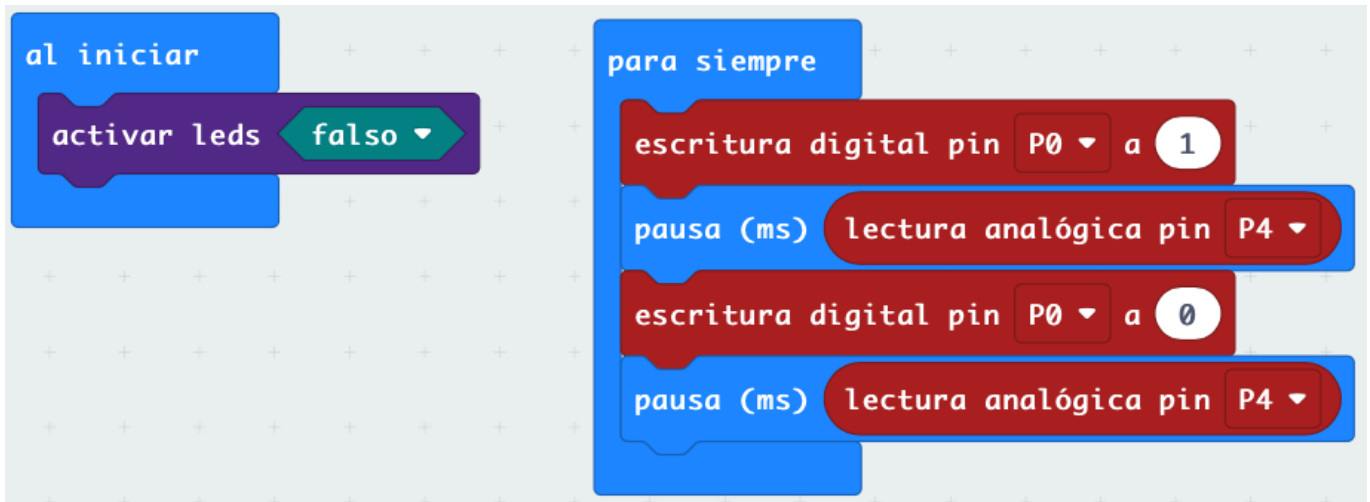 al iniciar
activar leds falso
para siempre
escritura digital pin P0 a 1
pausa (ms) lectura analógica pin P4
escritura digital pin P0 a 0
pausa (ms) lectura analógica pin P4